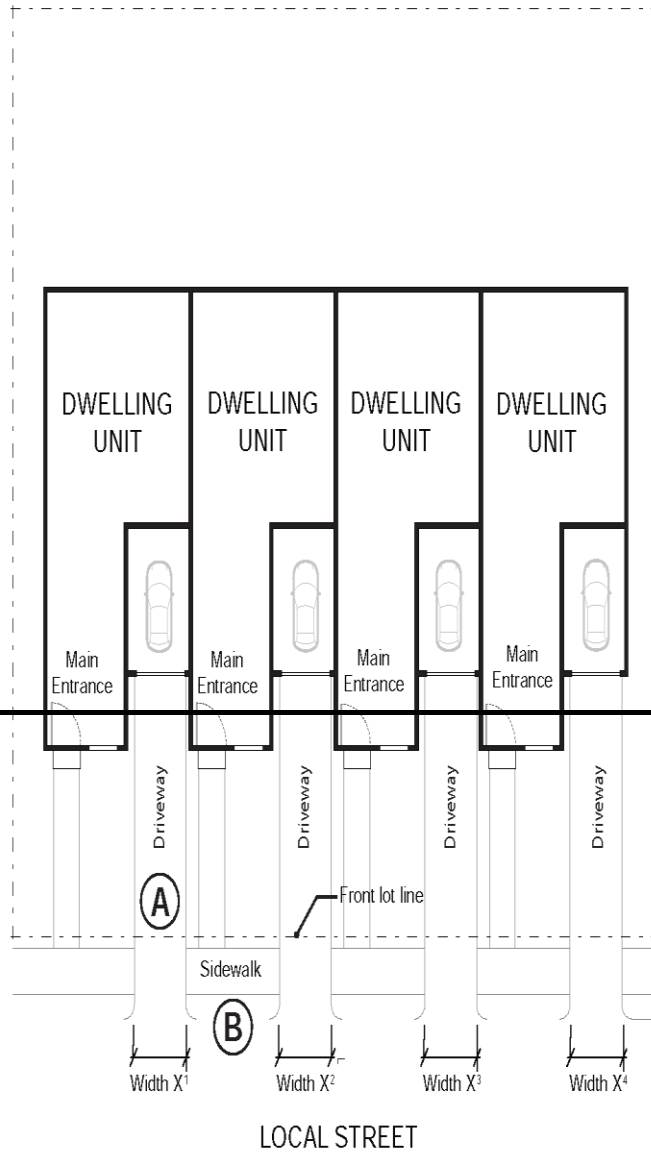 DWELLING
UNIT
DWELLING
UNIT
DWELLING
UNIT
DWELLING
UNIT
Main
Entrance
Main
Entrance
Main
Entrance
Main
Entrance
Driveway
Driveway
Driveway
Driveway
A
Front lot line
Sidewalk
B
Width X¹
Width X²
Width X³
Width X⁴
LOCAL STREET